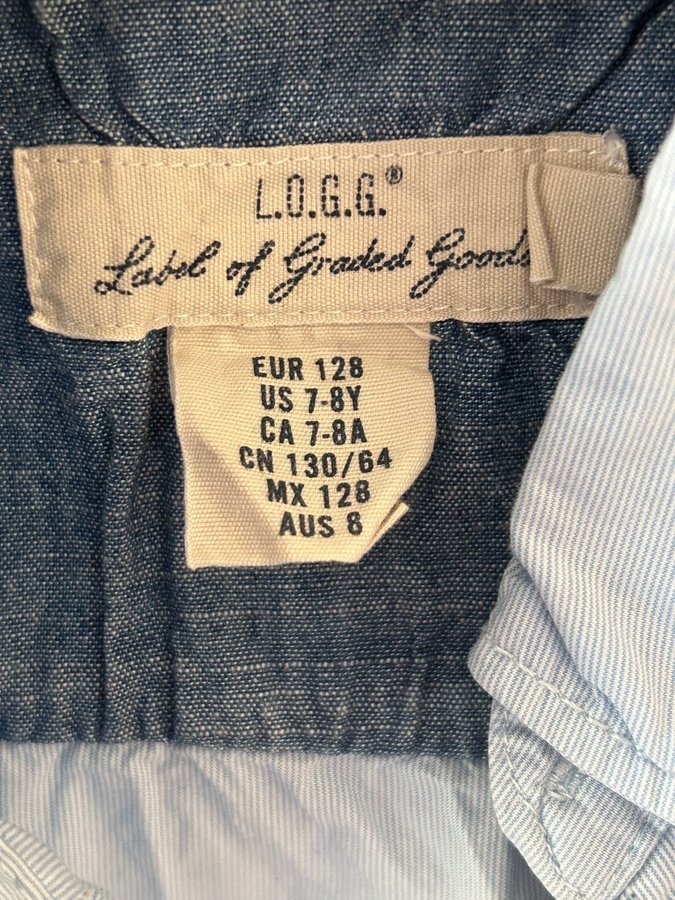 L.O.G.G.®
Label of Graded Goods
EUR 128
US 7-8Y
CA 7-8A
CN 130/64
MX 128
AUS 8